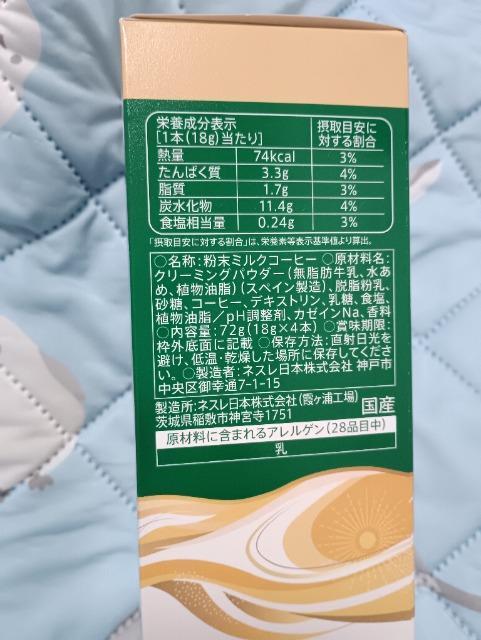 栄養成分表示
[1本(18g)当たり]
摂取目安に
対する割合
熱量 74kcal 3%
たんぱく質 3.3g 4%
脂質 1.7g 3%
炭水化物 11.4g 4%
食塩相当量 0.24g 3%
「摂取目安に対する割合」は、栄養素等表示基準値より算出。
○名称:粉末ミルクコーヒー ○原材料名:
クリーミングパウダー(無脂肪牛乳、水あ
め、植物油脂)(スペイン製造)、脱脂粉乳、
砂糖、コーヒー、デキストリン、乳糖、食塩、
植物油脂/pH調整剤、カゼインNa、香料
○内容量:72g(18g×4本) ○賞味期限:
枠外底面に記載 ○保存方法:直射日光を
避け、低温・乾燥した場所に保存してくださ
い。○製造者:ネスレ日本株式会社 神戸市
中央区御幸通7-1-15
製造所:ネスレ日本株式会社(霞ヶ浦工場)
茨城県稲敷市神宮寺1751
国産
原材料に含まれるアレルゲン(28品目中)
乳